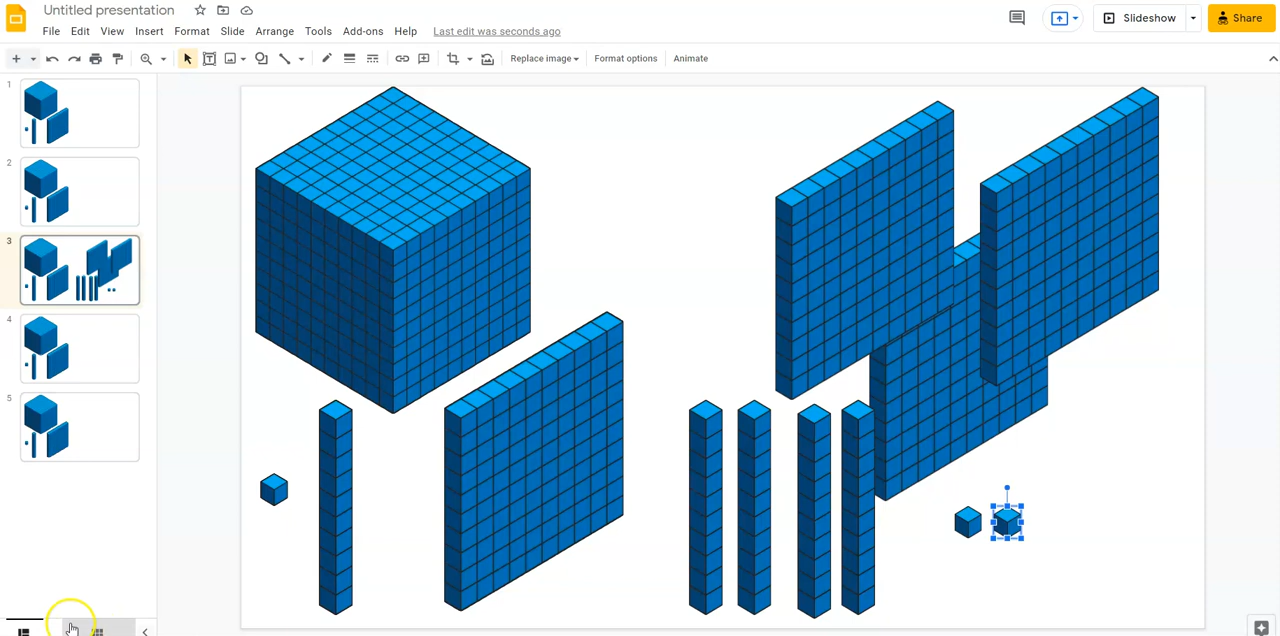 Untitled presentation
File Edit View Insert Format Slide Arrange Tools Add-ons Help Last edit was seconds ago
Slideshow
Share
Replace image Format options Animate
1
2
3
4
5